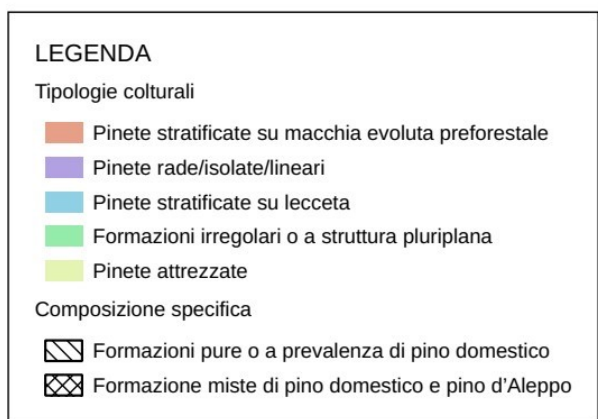 LEGENDA
Tipologie colturali
Pinete stratificate su macchia evoluta preforestale
Pinete rade/isolate/lineari
Pinete stratificate su lecceta
Formazioni irregolari o a struttura pluriplana
Pinete attrezzate
Composizione specifica
Formazioni pure o a prevalenza di pino domestico
Formazione miste di pino domestico e pino d'Aleppo